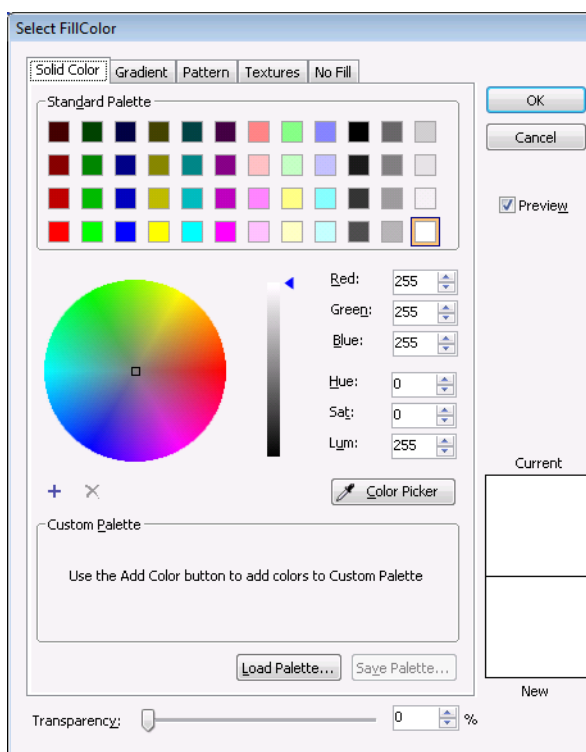 Select FillColor
Solid Color Gradient Pattern Textures No Fill
Standard Palette
OK
Cancel
Preview
Red: 255
Green: 255
Blue: 255
Hue: 0
Sat: 0
Lum: 255
Color Picker
Current
Custom Palette
Use the Add Color button to add colors to Custom Palette
Load Palette... Save Palette...
New
Transparency: 0 %